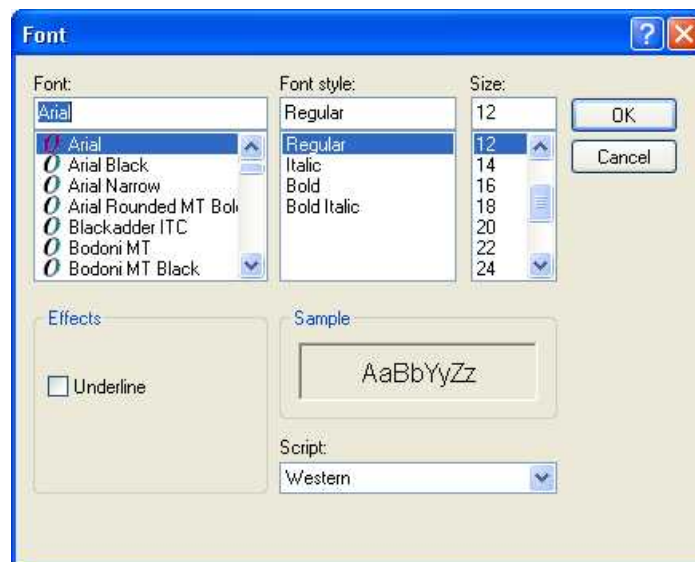 Font
Font:
Font style:
Size:
Arial
Regular
12
OK
Cancel
Arial
Arial Black
Arial Narrow
Arial Rounded MT Bol
Blackadder ITC
Bodoni MT
Bodoni MT Black
Regular
Italic
Bold
Bold Italic
12
14
16
18
20
22
24
Effects
Underline
Sample
AaBbYyZz
Script:
Western